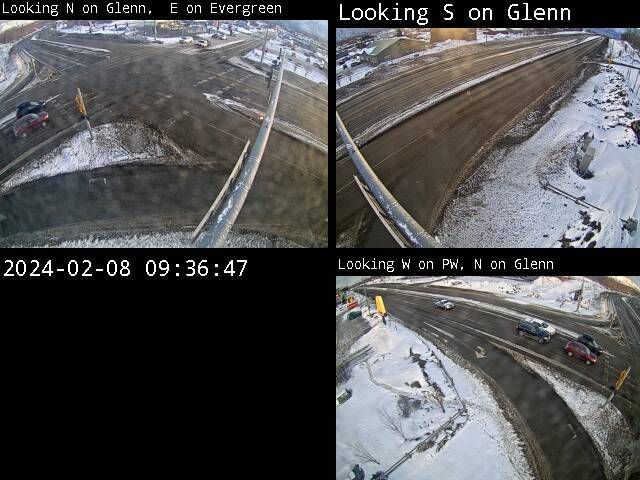 Looking N on Glenn,  E on Evergreen
Looking S on Glenn
2024-02-08 09:36:47
Looking W on PW, N on Glenn